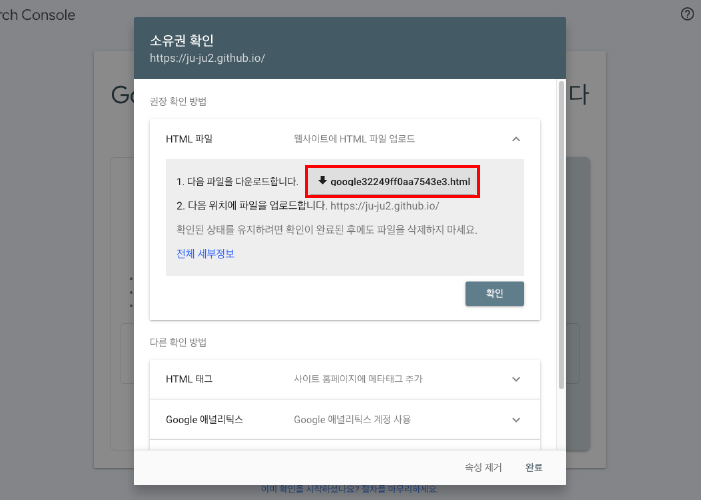 rch Console
소유권 확인
https://ju-ju2.github.io/
Go
다
권장 확인 방법
HTML 파일 웹사이트에 HTML 파일 업로드
1. 다음 파일을 다운로드합니다. google32249ff0aa7543e3.html
2. 다음 위치에 파일을 업로드합니다. https://ju-ju2.github.io/
확인된 상태를 유지하려면 확인이 완료된 후에도 파일을 삭제하지 마세요.
전체 세부정보
확인
다른 확인 방법
HTML 태그 사이트 홈페이지에 메타태그 추가
Google 애널리틱스 Google 애널리틱스 계정 사용
속성 제거 완료
이미 확인을 시작하셨나요? 절차를 마무리하세요.